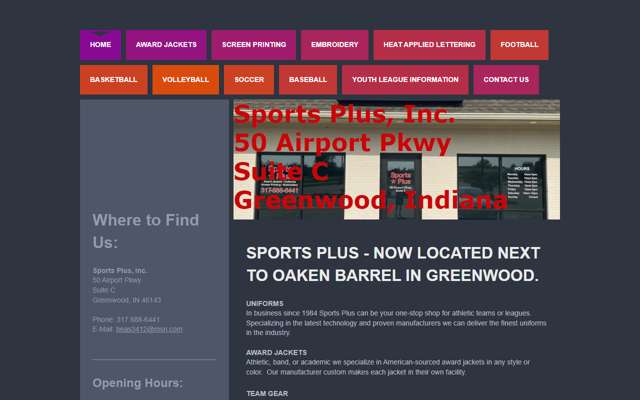 HOME
AWARD JACKETS
SCREEN PRINTING
EMBROIDERY
HEAT APPLIED LETTERING
FOOTBALL
BASKETBALL
VOLLEYBALL
SOCCER
BASEBALL
YOUTH LEAGUE INFORMATION
CONTACT US
Sports Plus, Inc.
50 Airport Pkwy
Suite C
Greenwood, Indiana
Sports
Plus
HOURS
317-888-6441
Where to Find
Us:
Sports Plus, Inc.
50 Airport Pkwy
Suite C
Greenwood, IN 46143
Phone: 317 888-6441
E-Mail:
Opening Hours:
SPORTS PLUS - NOW LOCATED NEXT
TO OAKEN BARREL IN GREENWOOD.
UNIFORMS
In business since 1984 Sports Plus can be your one-stop shop for athletic teams or leagues.
Specializing in the latest technology and proven manufacturers we can deliver the finest uniforms
in the industry.
AWARD JACKETS
Athletic, band, or academic we specialize in American-sourced award jackets in any style or
color. Our manufacturer custom makes each jacket in their own facility.
TEAM GEAR